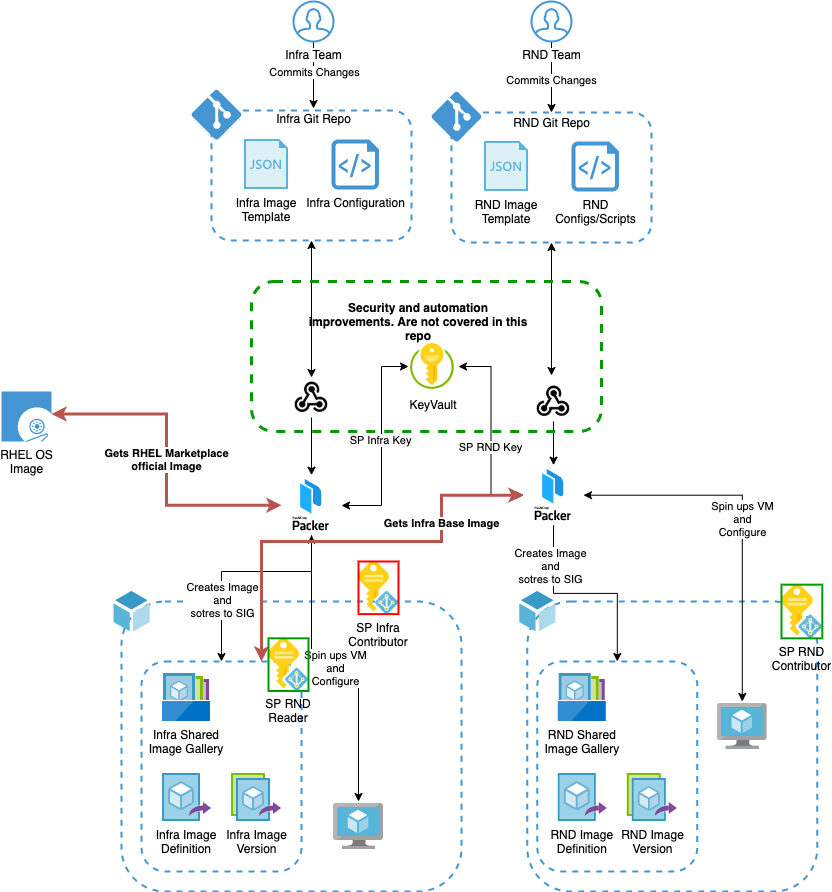 Infra Team
Commits Changes
RND Team
Commits Changes
Infra Git Repo
JSON
Infra Image
Template
Infra Configuration
RND Git Repo
JSON
RND Image
Template
RND
Configs/Scripts
Security and automation
improvements. Are not covered in this
repo
KeyVault
SP Infra Key
SP RND Key
RHEL OS
Image
Gets RHEL Marketplace
official Image
HashiCorp
Packer
Gets Infra Base Image
HashiCorp
Packer
Spin ups VM
and
Configure
Creates Image
and
sotres to SIG
Creates Image
and
sotres to SIG
SP Infra
Contributor
SP RND
Contributor
Spin ups VM
and
Configure
SP RND
Reader
Infra Shared
Image Gallery
Infra Image
Definition
Infra Image
Version
RND Shared
Image Gallery
RND Image
Definition
RND Image
Version